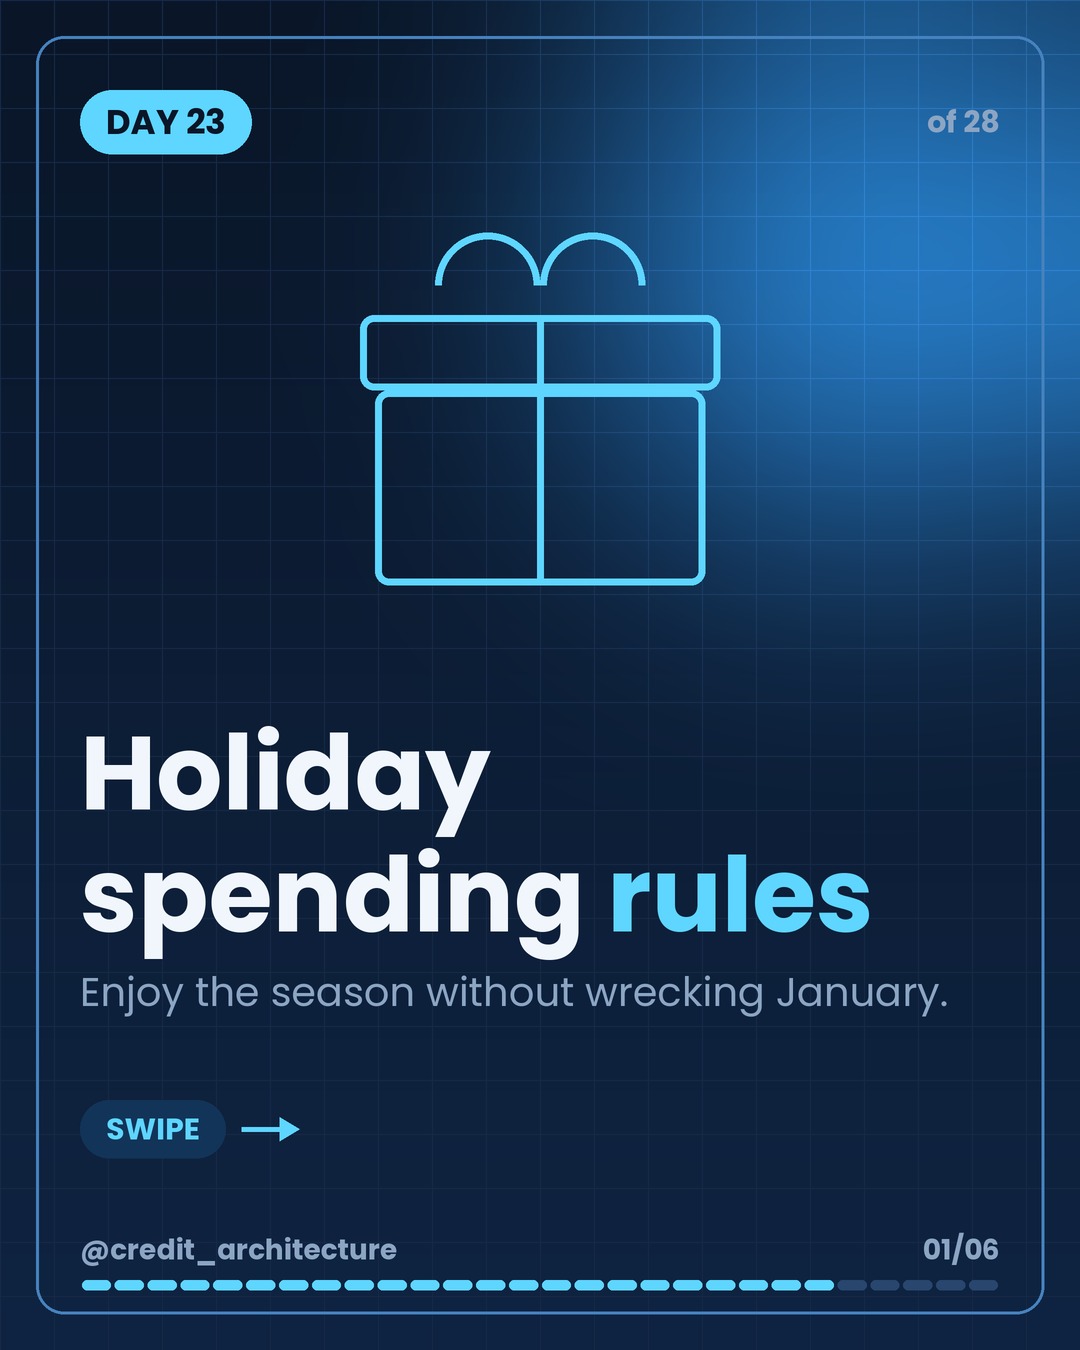 DAY 23
of 28
Holiday
spending rules
Enjoy the season without wrecking January.
SWIPE
@credit_architecture
01/06